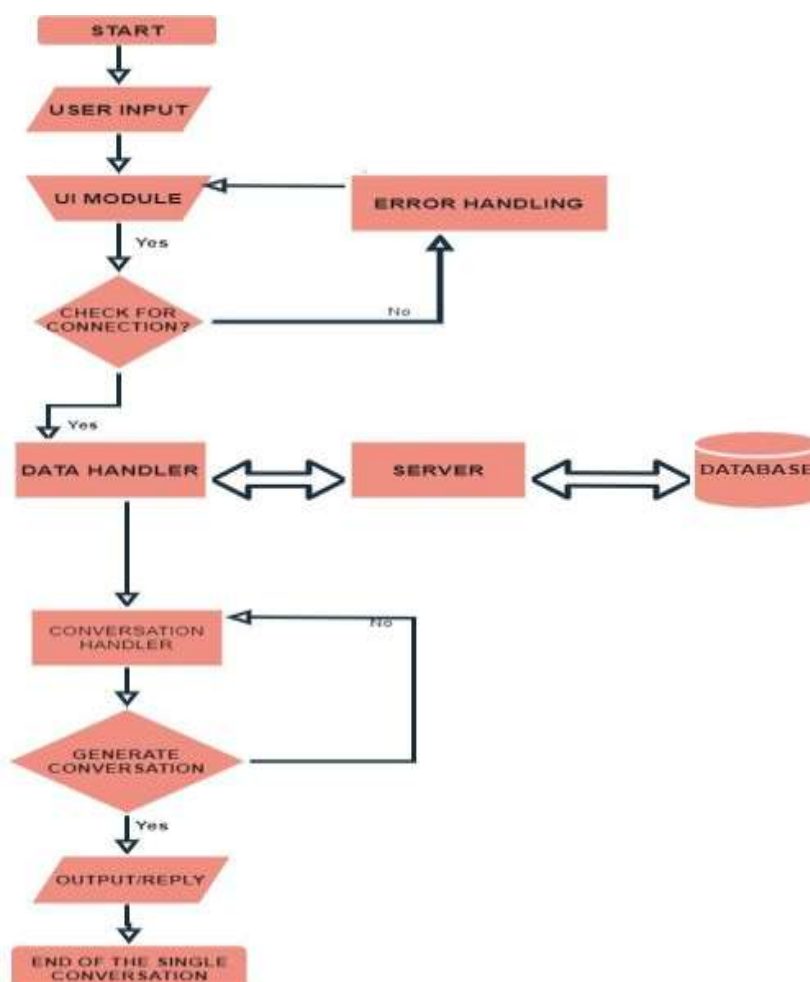 START
USER INPUT
UI MODULE
ERROR HANDLING
Yes
CHECK FOR
CONNECTION?
No
Yes
DATA HANDLER
SERVER
DATABASE
CONVERSATION
HANDLER
No
GENERATE
CONVERSATION
Yes
OUTPUT/REPLY
END OF THE SINGLE
CONVERSATION